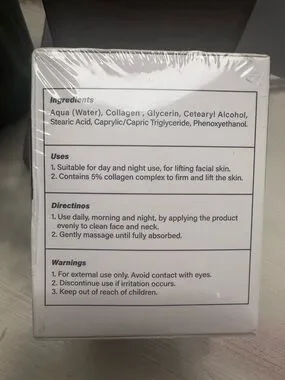 Ingredients
Aqua (Water), Collagen , Glycerin, Cetearyl Alcohol,
Stearic Acid, Caprylic/Capric Triglyceride, Phenoxyethanol.
Uses
1. Suitable for day and night use, for lifting facial skin.
2. Contains 5% collagen complex to firm and lift the skin.
Directinos
1. Use daily, morning and night, by applying the product
evenly to clean face and neck.
2. Gently massage until fully absorbed.
Warnings
1. For external use only. Avoid contact with eyes.
2. Discontinue use if irritation occurs.
3. Keep out of reach of children.